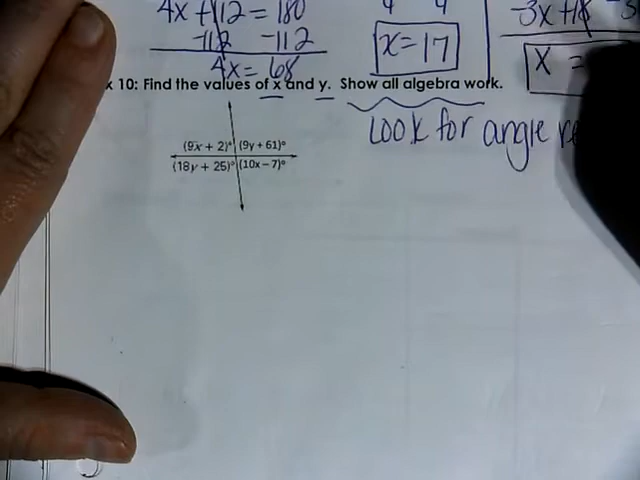 4x + 112 = 180
4 4
-3x+18
-112 -112
x=17
x =
4x = 68
x 10: Find the values of x and y. Show all algebra work.
Look for angle
(9x + 2)° (9y + 61)°
(18y + 25)° (10x – 7)°